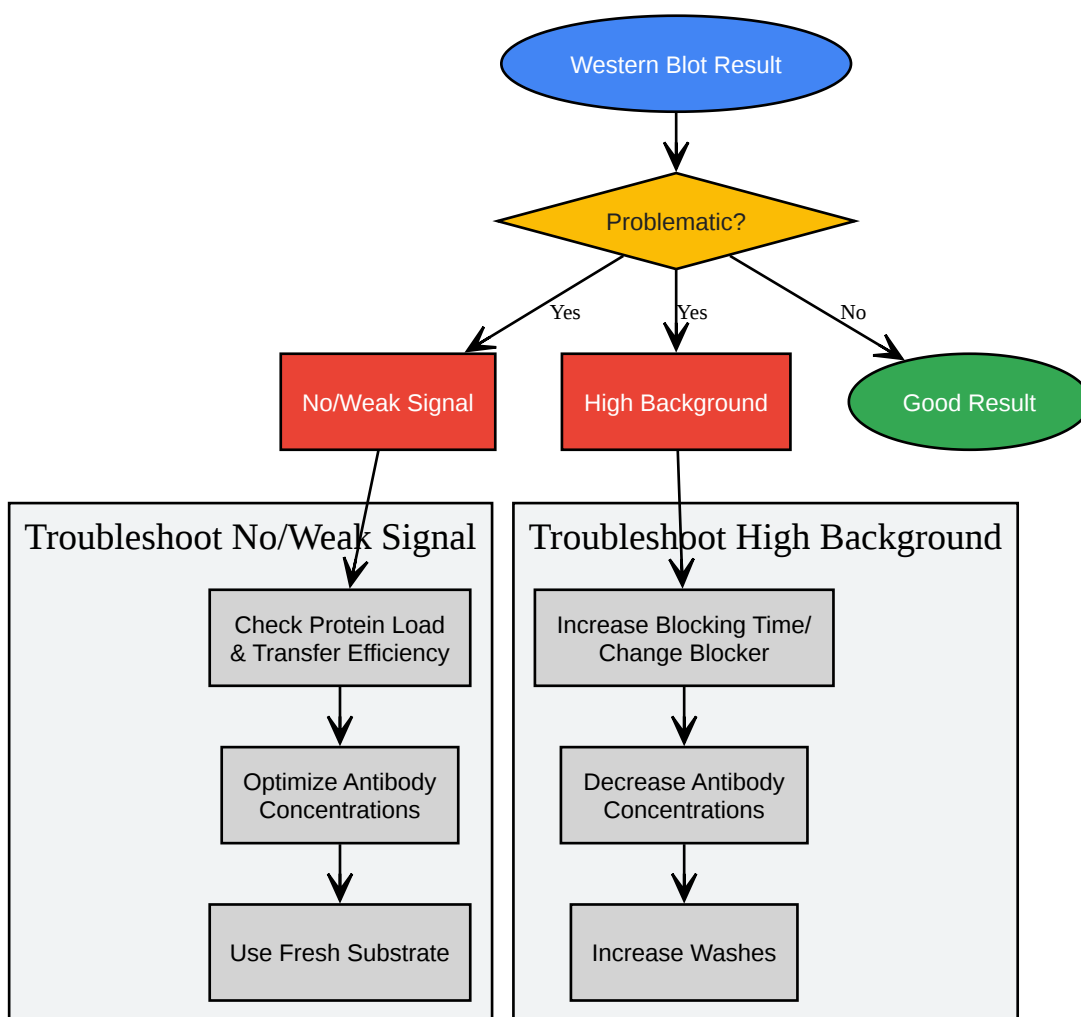 Western Blot Result
Problematic?
Yes
Yes
No
No/Weak Signal
High Background
Good Result
Troubleshoot No/Weak Signal
Check Protein Load
& Transfer Efficiency
Optimize Antibody
Concentrations
Use Fresh Substrate
Troubleshoot High Background
Increase Blocking Time/
Change Blocker
Decrease Antibody
Concentrations
Increase Washes